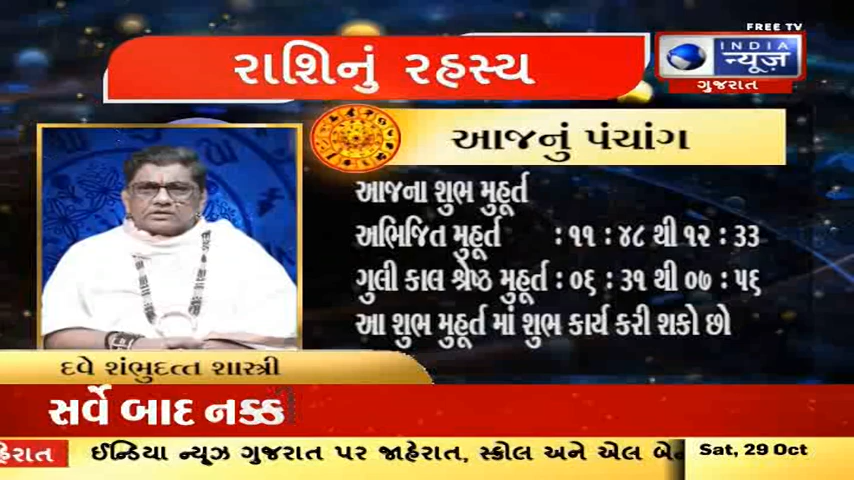 FREE TV
રાશિનું રહસ્ય
INDIA
न्यूज़
ગુજરાત
આજનું પંચાંગ
આજના શુભ મુહૂર્ત
અભિજિત મુહૂર્ત : ૧૧ : ૪૮ થી ૧૨ : ૩૩
ગુલી કાલ શ્રેષ્ઠ મુહૂર્ત : ૦૬ : ૩૧ થી ૦૭ : ૫૬
આ શુભ મુહૂર્ત માં શુભ કાર્ય કરી શકો છો
દવે શંભુદત્ત શાસ્ત્રી
સર્વે બાદ નક્ક
ઈન્ડિયા ન્યૂઝ ગુજરાત પર જાહેરાત, સ્ક્રોલ અને એલ
Sat, 29 Oct